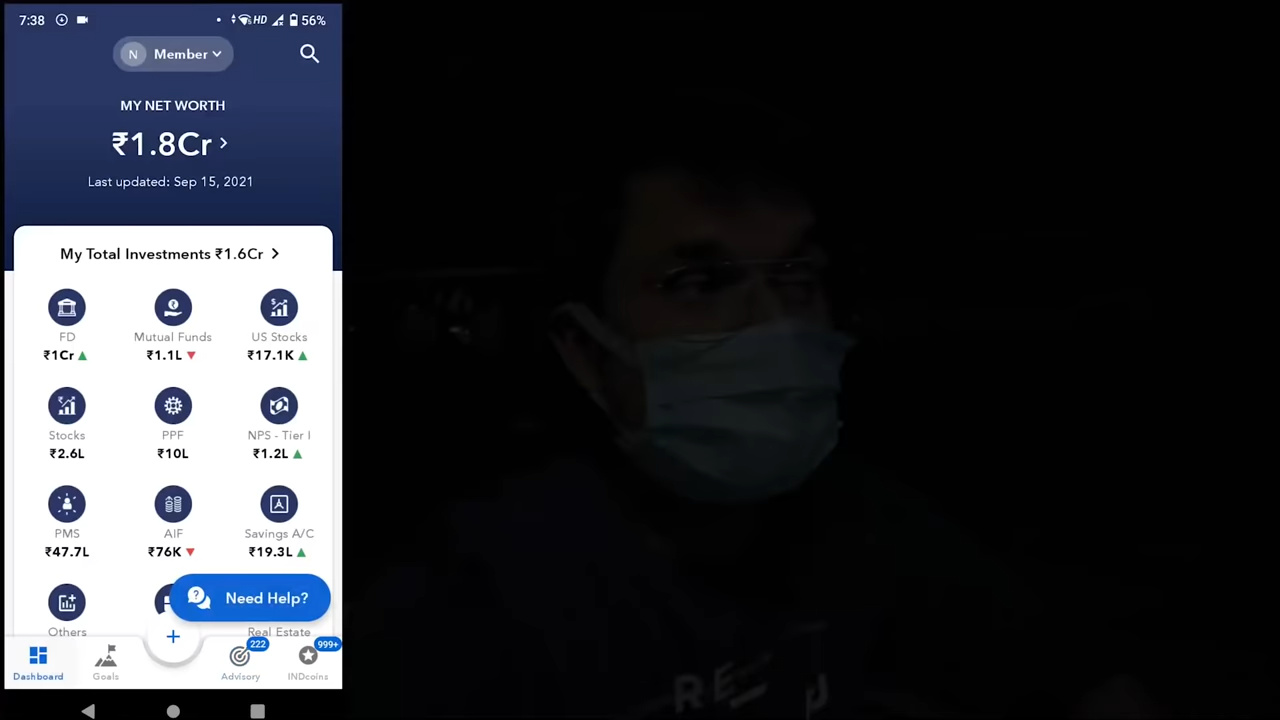 7:38 HD 56%
N Member
MY NET WORTH
₹1.8Cr
Last updated: Sep 15, 2021
My Total Investments ₹1.6Cr
FD Mutual Funds US Stocks
₹1Cr ₹1.1L ₹17.1K
Stocks PPF NPS - Tier I
₹2.6L ₹10L ₹1.2L
PMS AIF Savings A/C
₹47.7L ₹76K ₹19.3L
Need Help?
Others Real Estate
222 999+
Dashboard Goals + Advisory INDcoins